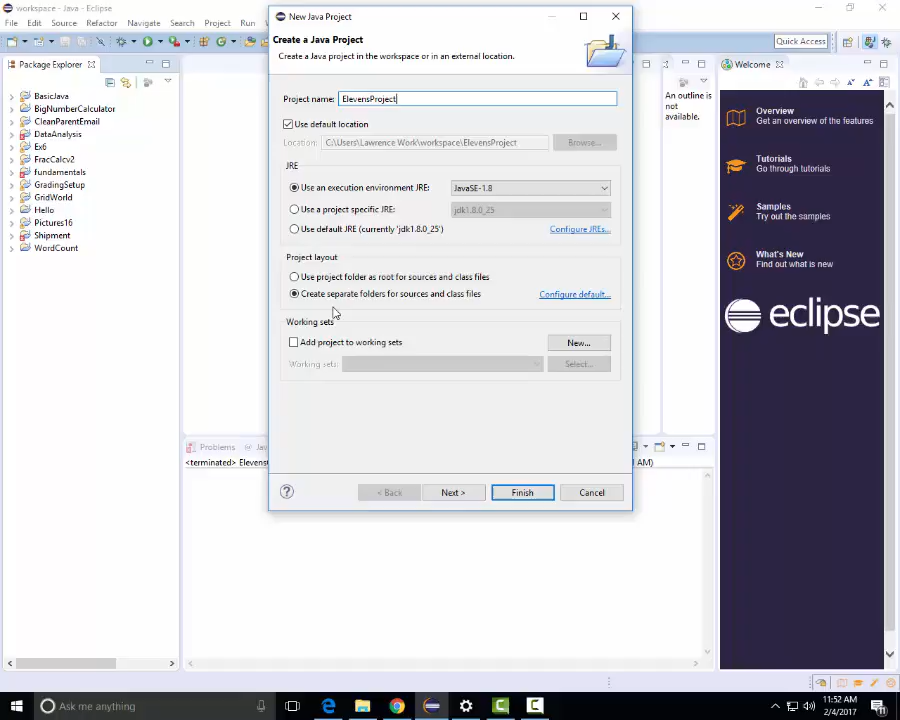 workspace - Java - Eclipse
File Edit View Source Refactor Navigate Search Project Run
Quick Access
Package Explorer
BasicJava
BigNumberCalculator
CleanParentEmail
DataAnalysis
Ex6
FracCalcv2
fundamentals
GradingSetup
GridWorld
Hello
Pictures16
Shipment
WordCount
New Java Project
Create a Java Project
Create a Java project in the workspace or in an external location.
Project name: ElevensProject
Use default location
Location: C:\Users\Lawrence Work\workspace\ElevensProject Browse...
JRE
Use an execution environment JRE: JavaSE-1.8
Use a project specific JRE: jdk1.8.0_25
Use default JRE (currently 'jdk1.8.0_25') Configure JREs...
Project layout
Use project folder as root for sources and class files
Create separate folders for sources and class files Configure default...
Working sets
Add project to working sets New...
Working sets: Select...
? < Back Next > Finish Cancel
Problems @ Jav
<terminated> Elevens
AM)
An outline is
not
available.
Welcome
Overview
Get an overview of the features
Tutorials
Go through tutorials
Samples
Try out the samples
What's New
Find out what is new
eclipse
Ask me anything
11:52 AM
2/4/2017
11